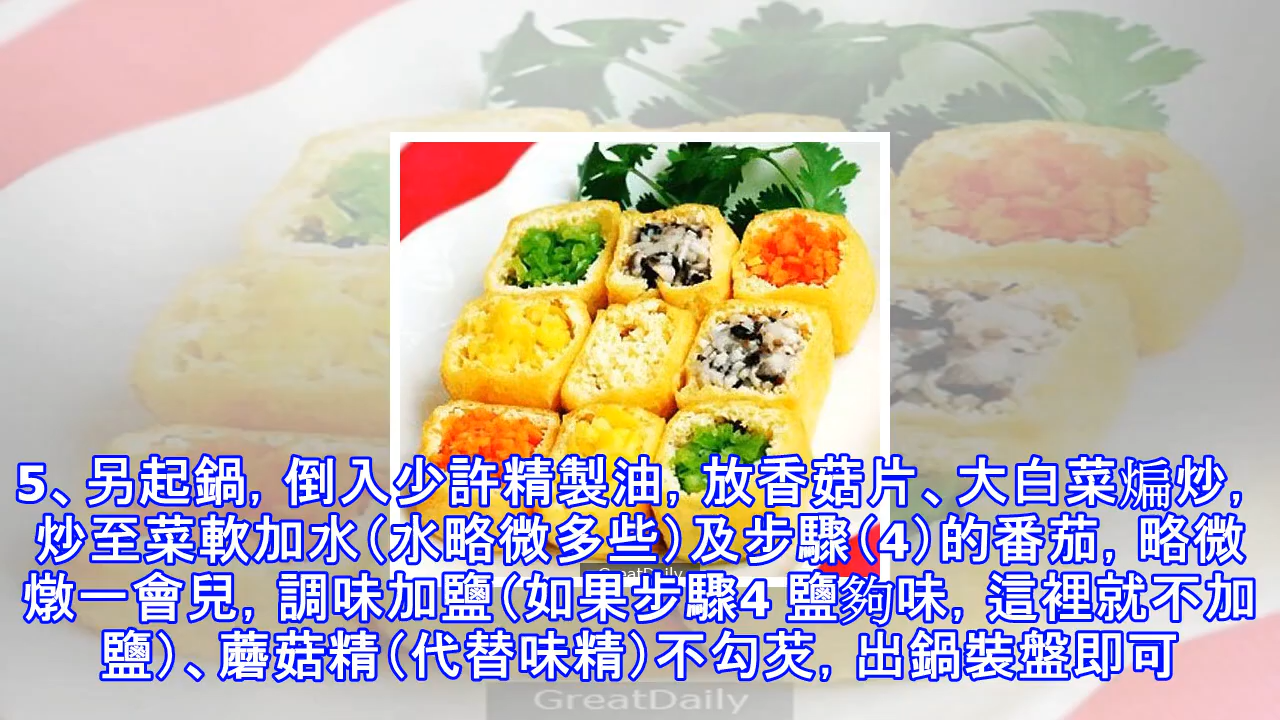 5、另起鍋, 倒入少許精製油, 放香菇片、大白菜煸炒,
炒至菜軟加水(水略微多些)及步驟(4)的番茄, 略微
燉一會兒, 調味加鹽(如果步驟4 鹽夠味, 這裡就不加
鹽)、蘑菇精(代替味精)不勾芡, 出鍋裝盤即可
GreatDaily
GreatDaily